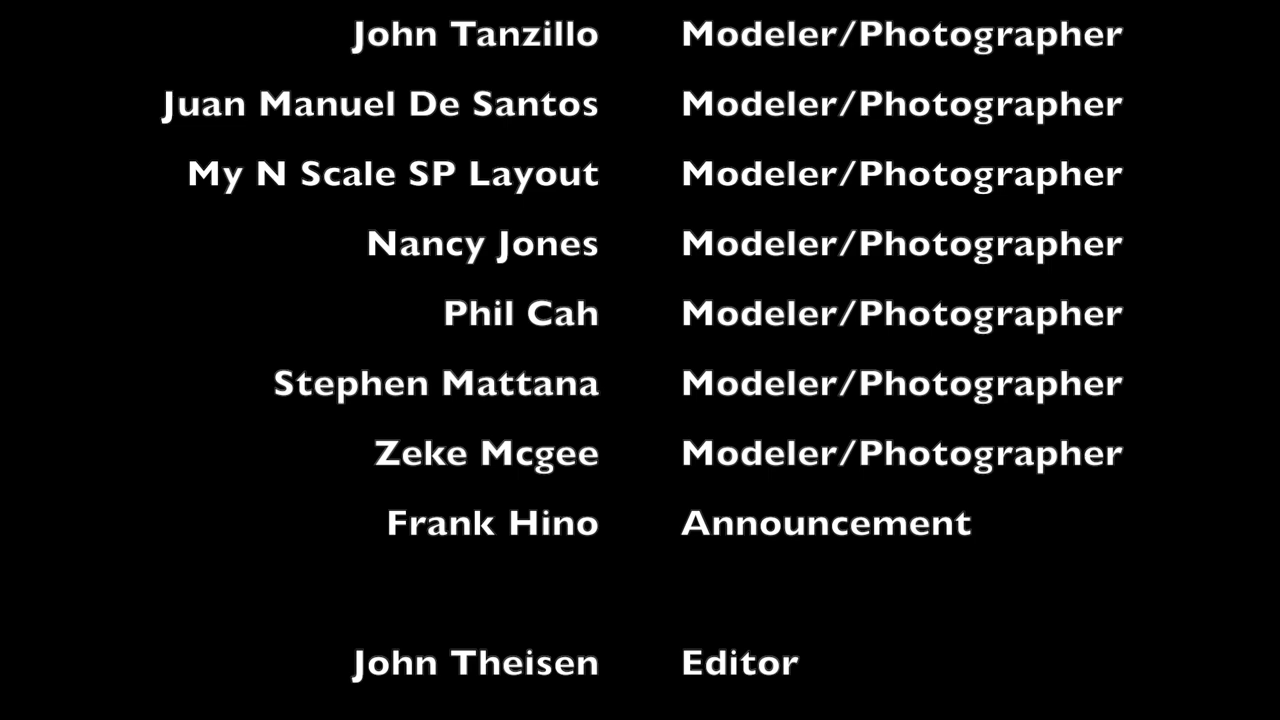 John Tanzillo Modeler/Photographer
Juan Manuel De Santos Modeler/Photographer
My N Scale SP Layout Modeler/Photographer
Nancy Jones Modeler/Photographer
Phil Cah Modeler/Photographer
Stephen Mattana Modeler/Photographer
Zeke Mcgee Modeler/Photographer
Frank Hino Announcement
John Theisen Editor